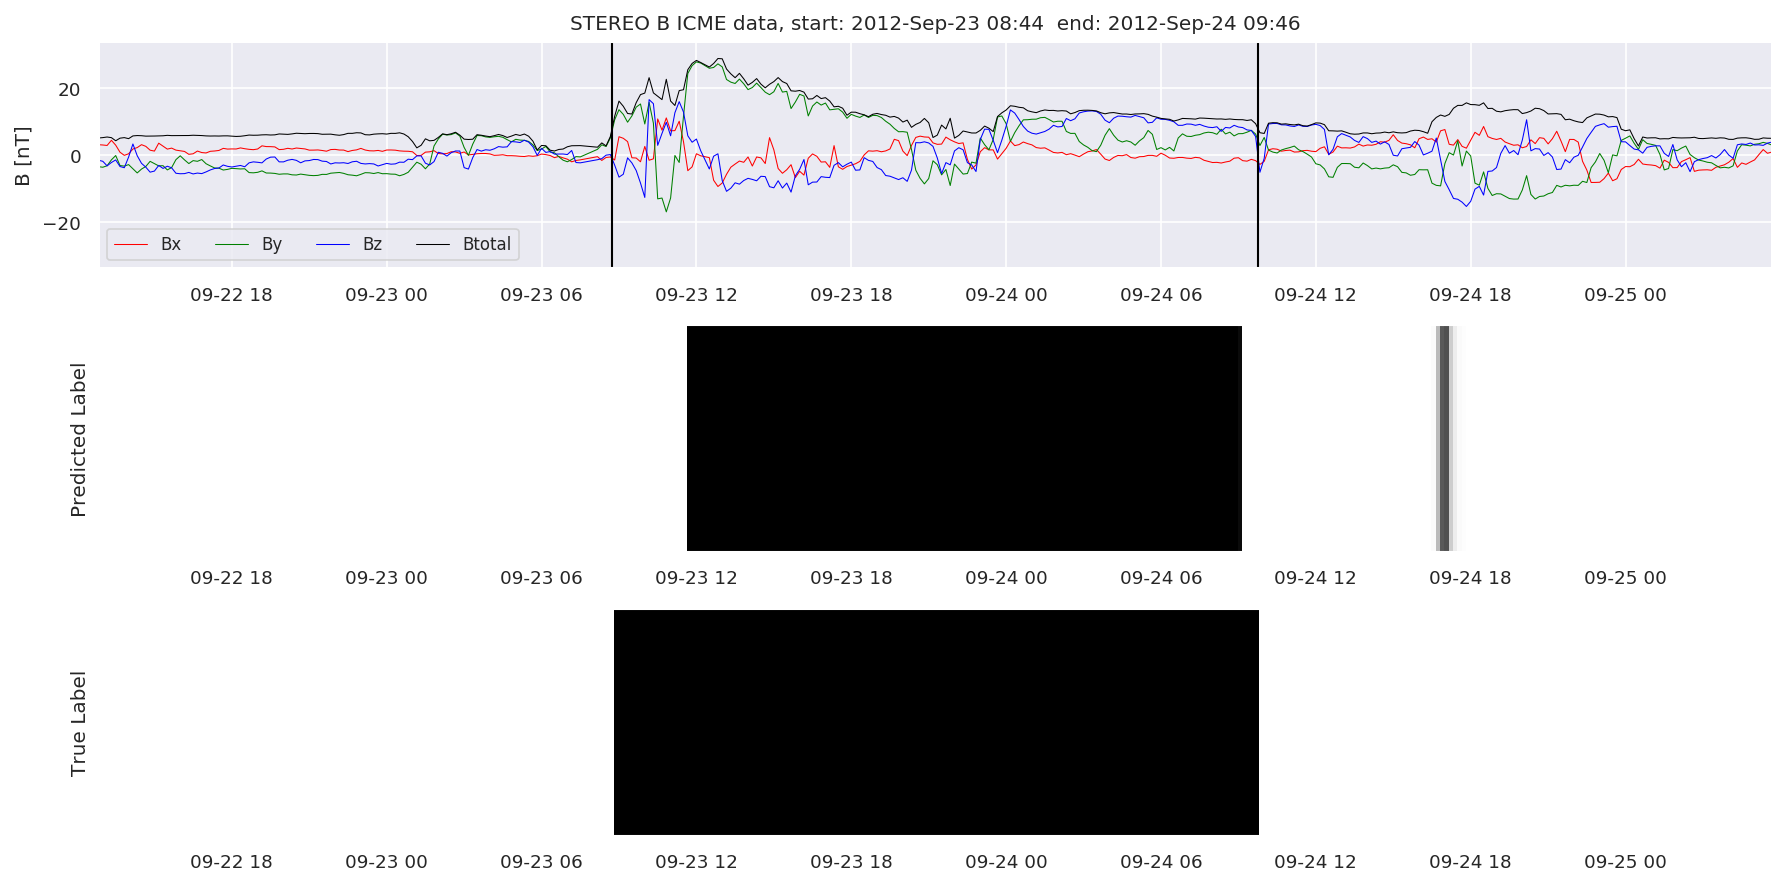 STEREO B ICME data, start: 2012-Sep-23 08:44  end: 2012-Sep-24 09:46
B [nT]
20
0
−20
Bx By Bz Btotal
09-22 18 09-23 00 09-23 06 09-23 12 09-23 18 09-24 00 09-24 06 09-24 12 09-24 18 09-25 00
Predicted Label
09-22 18 09-23 00 09-23 06 09-23 12 09-23 18 09-24 00 09-24 06 09-24 12 09-24 18 09-25 00
True Label
09-22 18 09-23 00 09-23 06 09-23 12 09-23 18 09-24 00 09-24 06 09-24 12 09-24 18 09-25 00